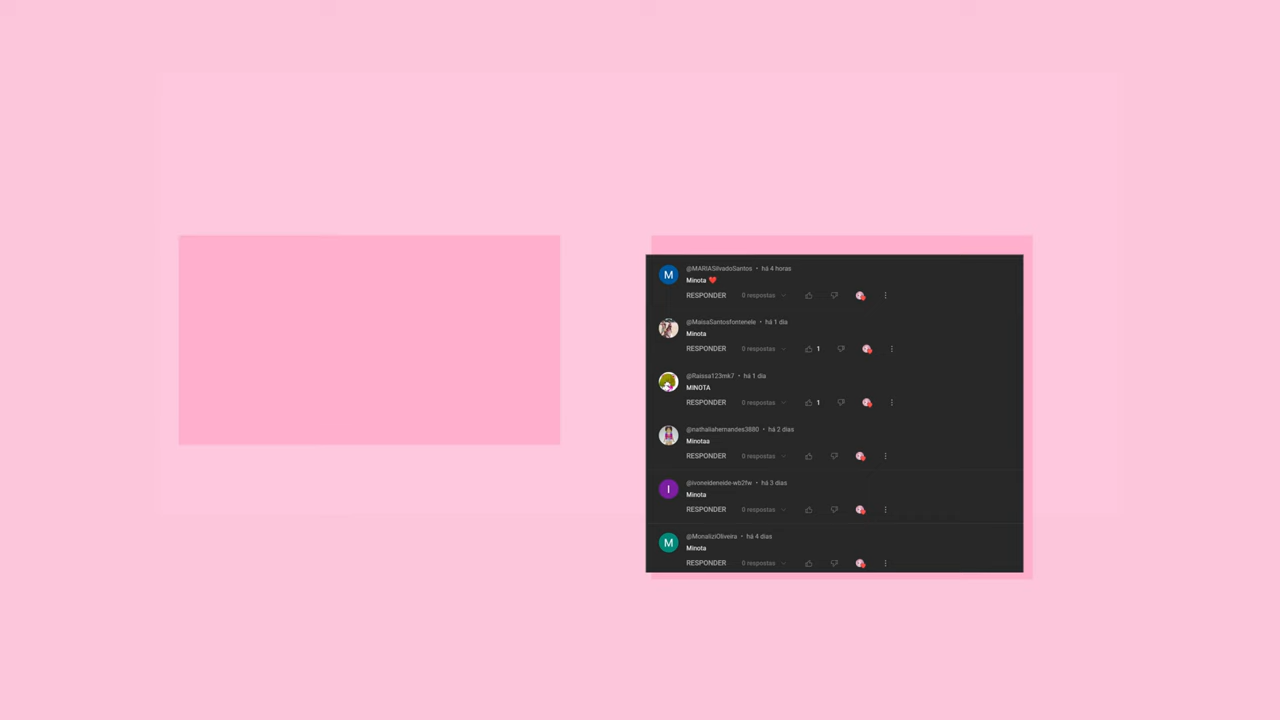 @MARIASilvadoSantos • há 4 horas
Minota ❤️
RESPONDER 0 respostas
@MaisaSantosfontenele • há 1 dia
Minota
RESPONDER 0 respostas 1
@Raissa123mk7 • há 1 dia
MINOTA
RESPONDER 0 respostas 1
@nathaliahernandes3880 • há 2 dias
Minotaa
RESPONDER 0 respostas
I
@ivoneideneide-wb2fw • há 3 dias
Minota
RESPONDER 0 respostas
M
@MonaliziOliveira • há 4 dias
Minota
RESPONDER 0 respostas